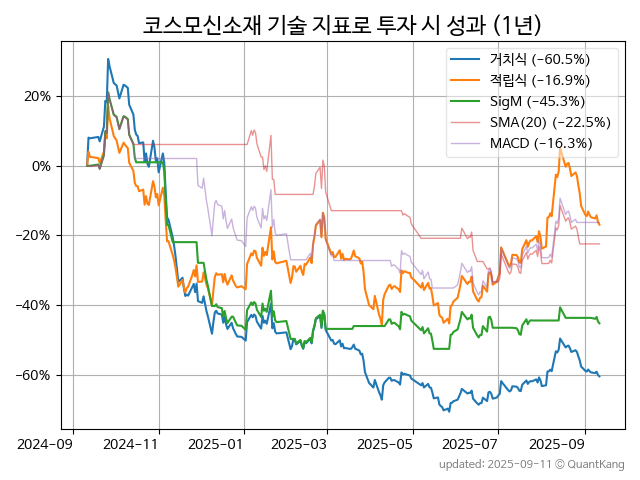 코스모신소재 기술 지표로 투자 시 성과 (1년)
거치식 (−60.5%)
적립식 (−16.9%)
SigM (−45.3%)
SMA(20) (−22.5%)
MACD (−16.3%)
20%
0%
−20%
−40%
−60%
2024-09 2024-11 2025-01 2025-03 2025-05 2025-07 2025-09
updated: 2025-09-11 © QuantKang